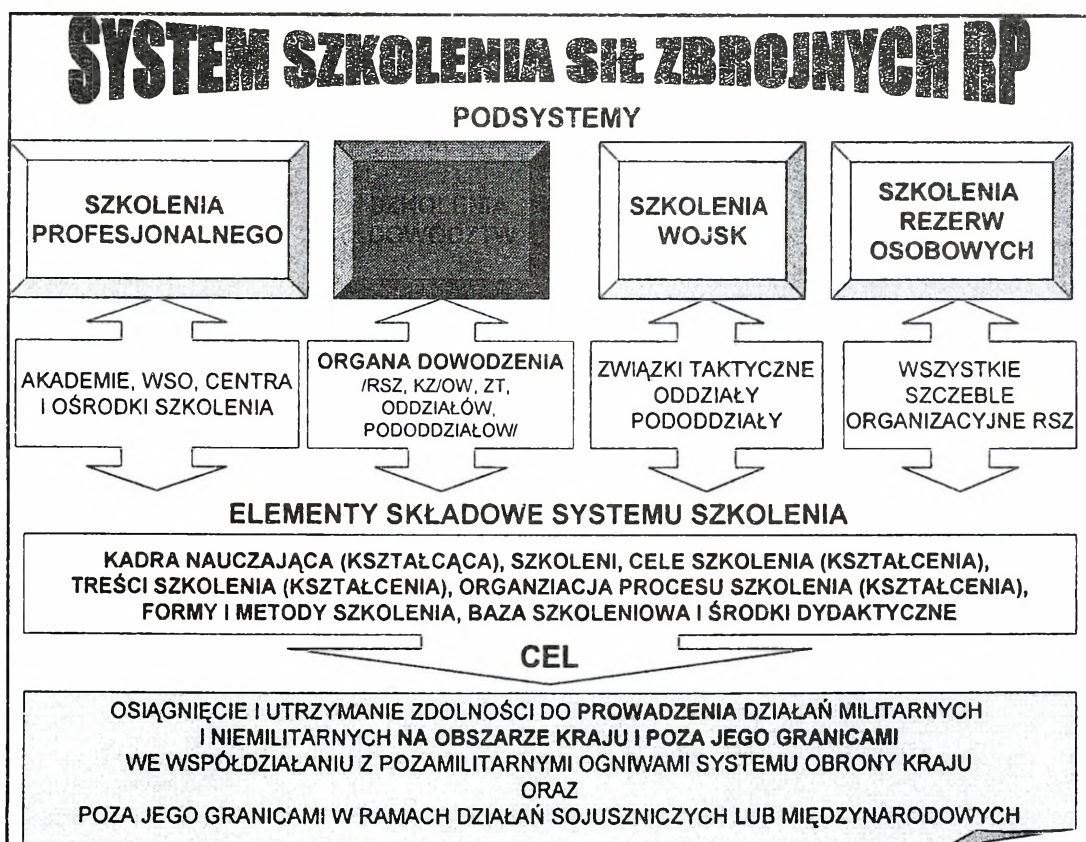 SYSTEM SZKOLENIA SIŁ ZBROJNYCH RP
PODSYSTEMY
SZKOLENIA
PROFESJONALNEGO
SZKOLENIA
DOWÓDZTW
SZKOLENIA
WOJSK
SZKOLENIA
REZERW
OSOBOWYCH
AKADEMIE, WSO, CENTRA
I OŚRODKI SZKOLENIA
ORGANA DOWODZENIA
/RSZ, KZ/OW, ZT,
ODDZIAŁÓW,
PODODDZIAŁOW/
ZWIĄZKI TAKTYCZNE
ODDZIAŁY
PODODDZIAŁY
WSZYSTKIE
SZCZEBLE
ORGANIZACYJNE RSZ
ELEMENTY SKŁADOWE SYSTEMU SZKOLENIA
KADRA NAUCZAJĄCA (KSZTAŁCĄCA), SZKOLENI, CELE SZKOLENIA (KSZTAŁCENIA),
TREŚCI SZKOLENIA (KSZTAŁCENIA), ORGANZIACJA PROCESU SZKOLENIA (KSZTAŁCENIA),
FORMY I METODY SZKOLENIA, BAZA SZKOLENIOWA I ŚRODKI DYDAKTYCZNE
CEL
OSIĄGNIĘCIE I UTRZYMANIE ZDOLNOŚCI DO PROWADZENIA DZIAŁAŃ MILITARNYCH
I NIEMILITARNYCH NA OBSZARZE KRAJU I POZA JEGO GRANICAMI
WE WSPÓŁDZIAŁANIU Z POZAMILITARNYMI OGNIWAMI SYSTEMU OBRONY KRAJU
ORAZ
POZA JEGO GRANICAMI W RAMACH DZIAŁAŃ SOJUSZNICZYCH LUB MIĘDZYNARODOWYCH